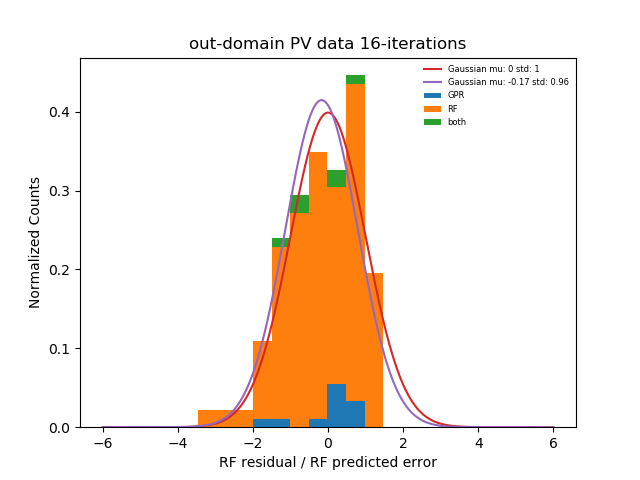 out-domain PV data 16-iterations
Gaussian mu: 0 std: 1
Gaussian mu: -0.17 std: 0.96
GPR
RF
both
Normalized Counts
0.4
0.3
0.2
0.1
0.0
−6 −4 −2 0 2 4 6
RF residual / RF predicted error